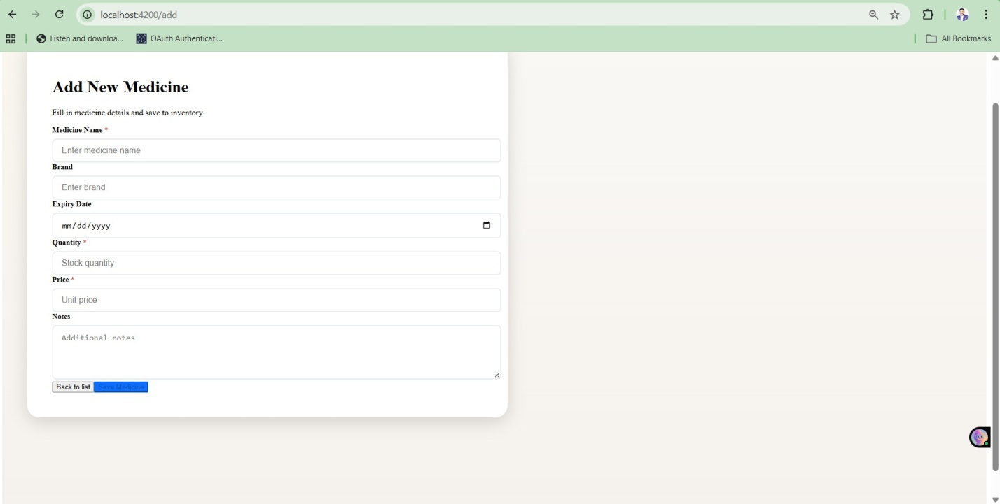 localhost:4200/add
Listen and downloa...
OAuth Authenticati...
All Bookmarks
Add New Medicine
Fill in medicine details and save to inventory.
Medicine Name *
Enter medicine name
Brand
Enter brand
Expiry Date
mm/dd/yyyy
Quantity *
Stock quantity
Price *
Unit price
Notes
Additional notes
Back to list Save Medicine